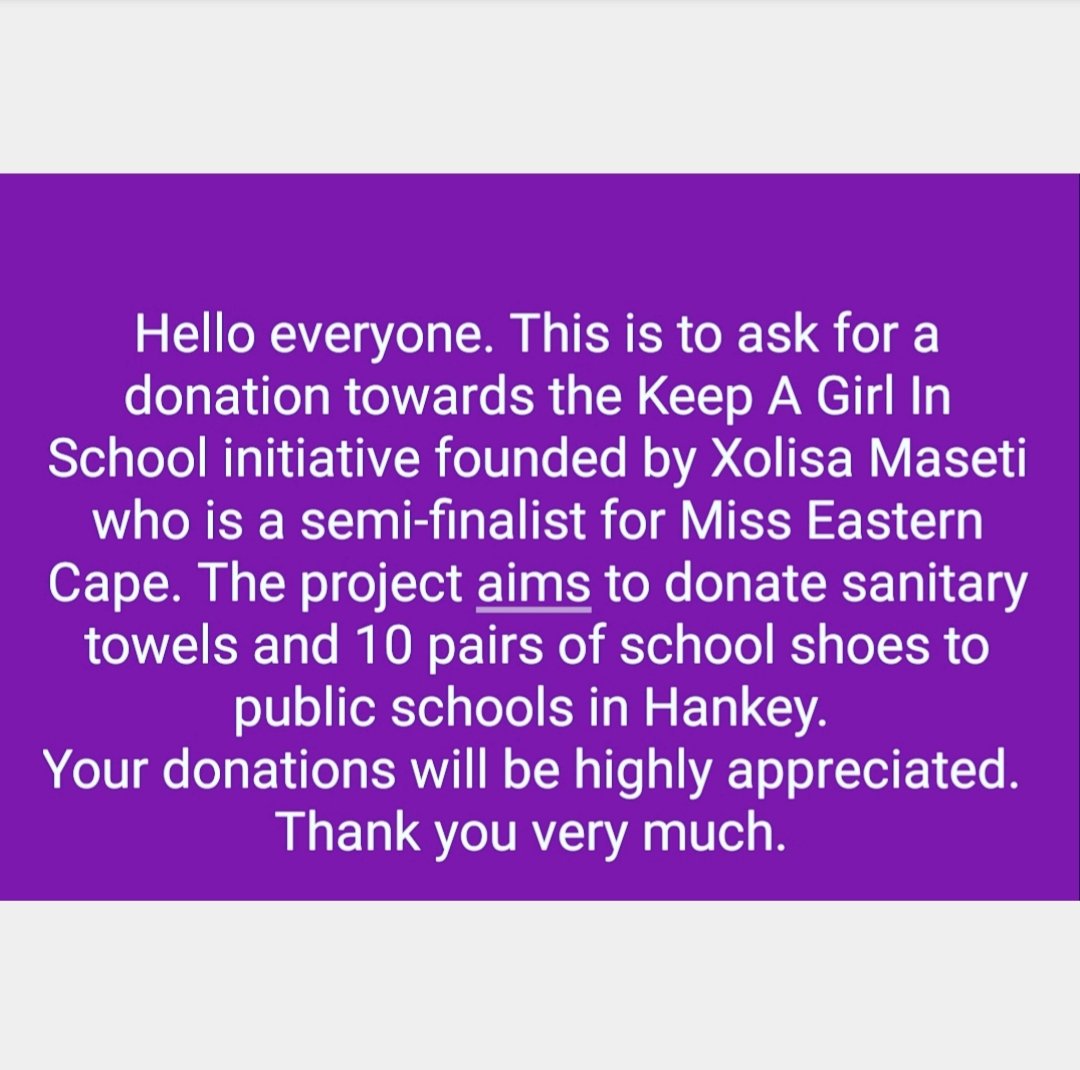 Hello everyone. This is to ask for a
donation towards the Keep A Girl In
School initiative founded by Xolisa Maseti
who is a semi-finalist for Miss Eastern
Cape. The project aims to donate sanitary
towels and 10 pairs of school shoes to
public schools in Hankey.
Your donations will be highly appreciated.
Thank you very much.